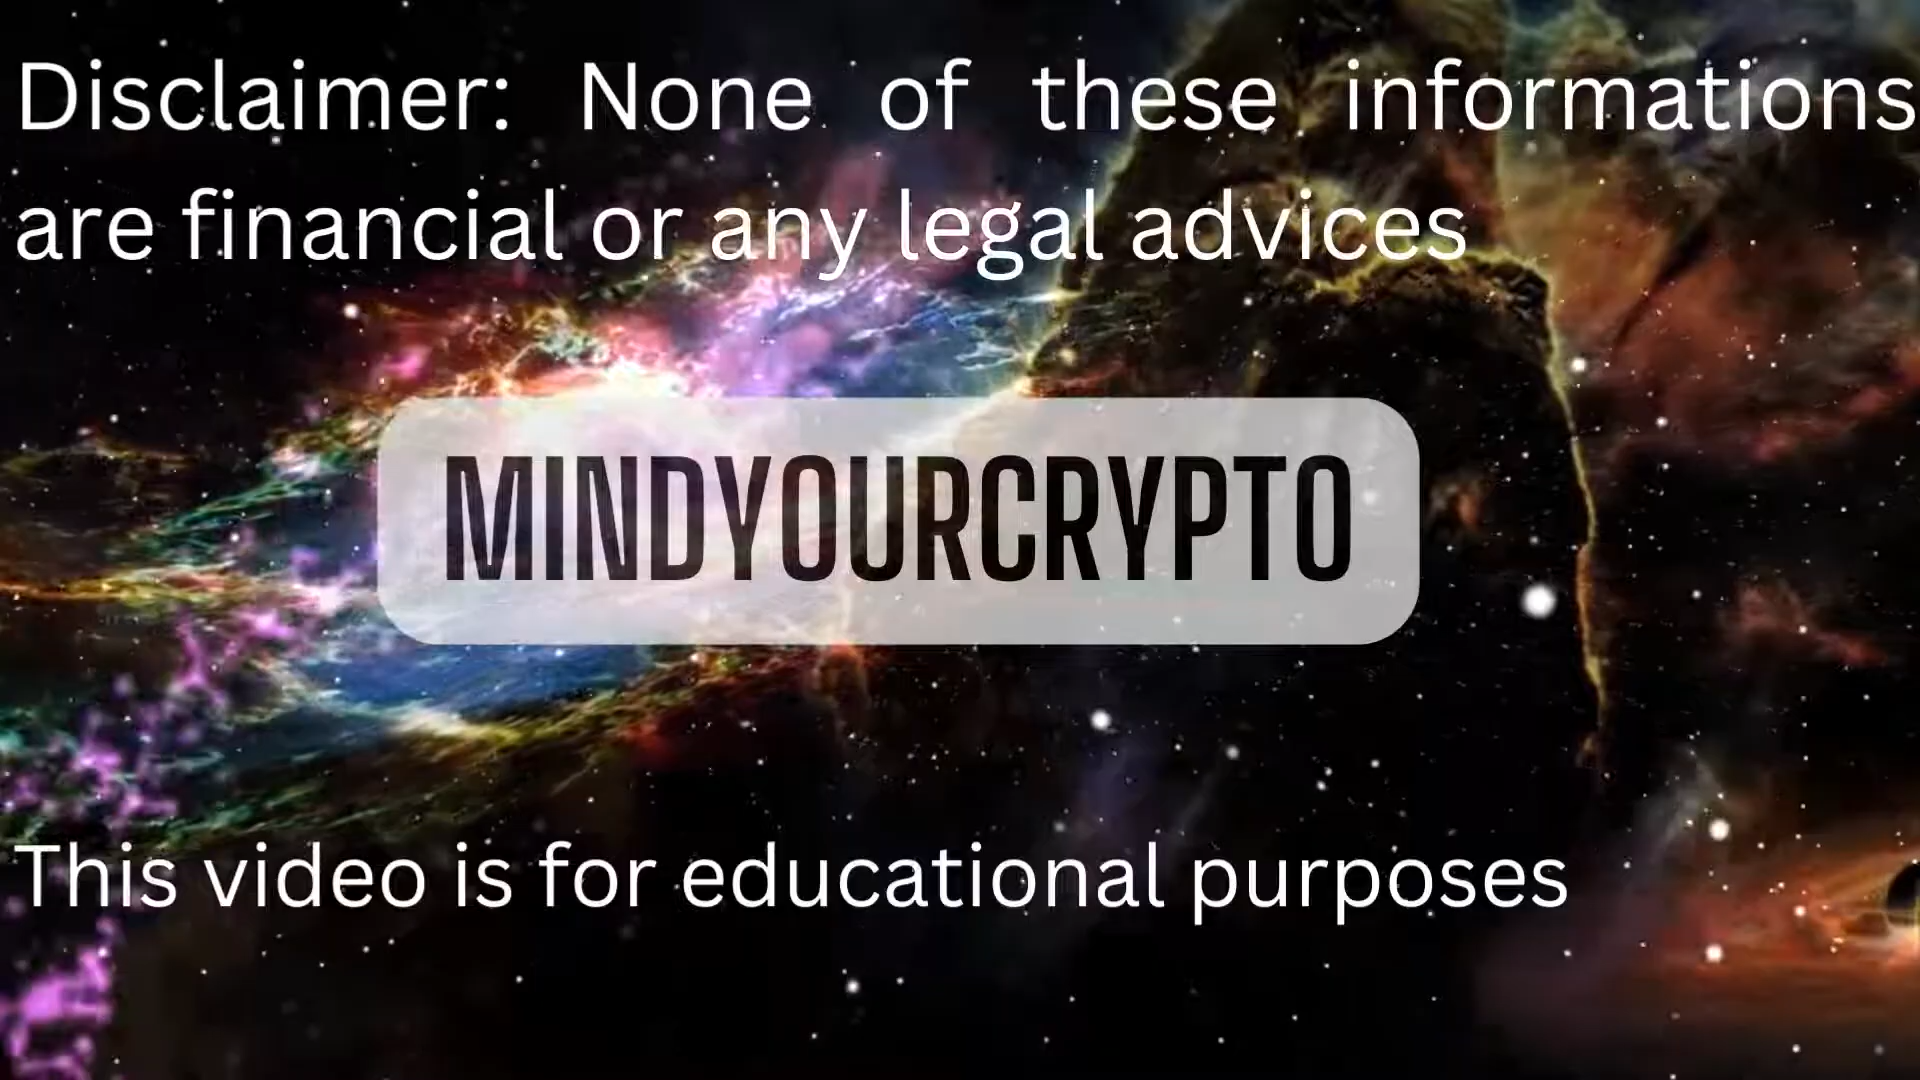 Disclaimer: None of these informations
are financial or any legal advices
MINDYOURCRYPTO
This video is for educational purposes